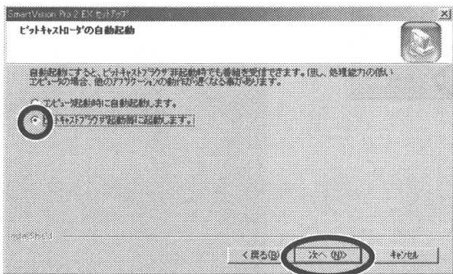 SmartVision Pro 2 EX セットアップ
ビットキャストローダの自動起動
自動起動にすると、ビットキャストブラウザ非起動時でも番組を受信できます。但し、処理能力の低い
コンピュータの場合、他のアプリケーションの動作が遅くなる事があります。
コンピュータ起動時に自動起動します。
ビットキャストブラウザ起動毎に起動します。
InstallShield
< 戻る(B)
次へ (N)>
キャンセル